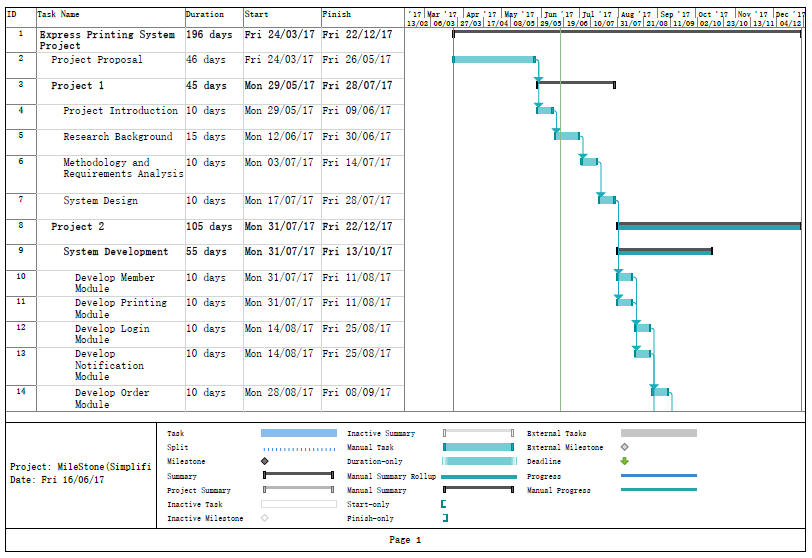 ID Task Name Duration Start Finish '17 Mar '17 Apr '17 May '17 Jun '17 Jul '17 Aug '17 Sep '17 Oct '17 Nov '17 Dec '17
13/02 06/03 27/03 17/04 08/05 29/05 19/06 10/07 31/07 21/08 11/09 02/10 23/10 13/11 04/12
1 Express Printing System 196 days Fri 24/03/17 Fri 22/12/17
Project
2 Project Proposal 46 days Fri 24/03/17 Fri 26/05/17
3 Project 1 45 days Mon 29/05/17 Fri 28/07/17
4 Project Introduction 10 days Mon 29/05/17 Fri 09/06/17
5 Research Background 15 days Mon 12/06/17 Fri 30/06/17
6 Methodology and 10 days Mon 03/07/17 Fri 14/07/17
Requirements Analysis
7 System Design 10 days Mon 17/07/17 Fri 28/07/17
8 Project 2 105 days Mon 31/07/17 Fri 22/12/17
9 System Development 55 days Mon 31/07/17 Fri 13/10/17
10 Develop Member 10 days Mon 31/07/17 Fri 11/08/17
Module
11 Develop Printing 10 days Mon 31/07/17 Fri 11/08/17
Module
12 Develop Login 10 days Mon 14/08/17 Fri 25/08/17
Module
13 Develop 10 days Mon 14/08/17 Fri 25/08/17
Notification
Module
14 Develop Order 10 days Mon 28/08/17 Fri 08/09/17
Module
Project: MileStone(Simplifi
Date: Fri 16/06/17
Task
Split
Milestone
Summary
Project Summary
Inactive Task
Inactive Milestone
Inactive Summary
Manual Task
Duration-only
Manual Summary Rollup
Manual Summary
Start-only
Finish-only
External Tasks
External Milestone
Deadline
Progress
Manual Progress
Page 1